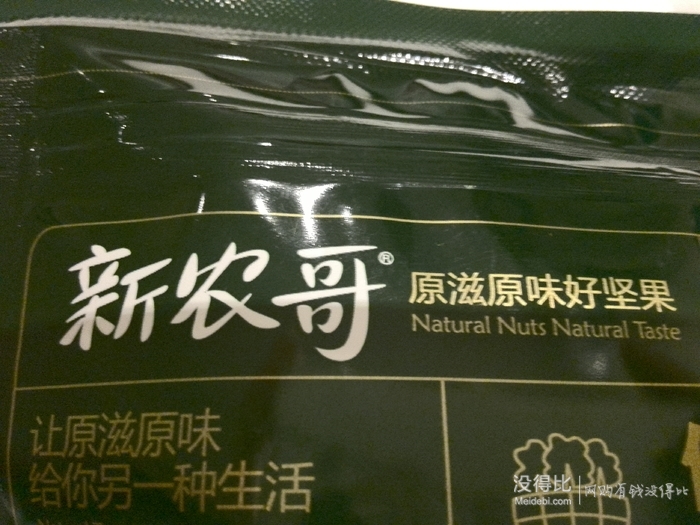 新农哥®
原滋原味好坚果
Natural Nuts Natural Taste
让原滋原味
给你另一种生活
没得比
Meidebi.com
网购有钱没得比